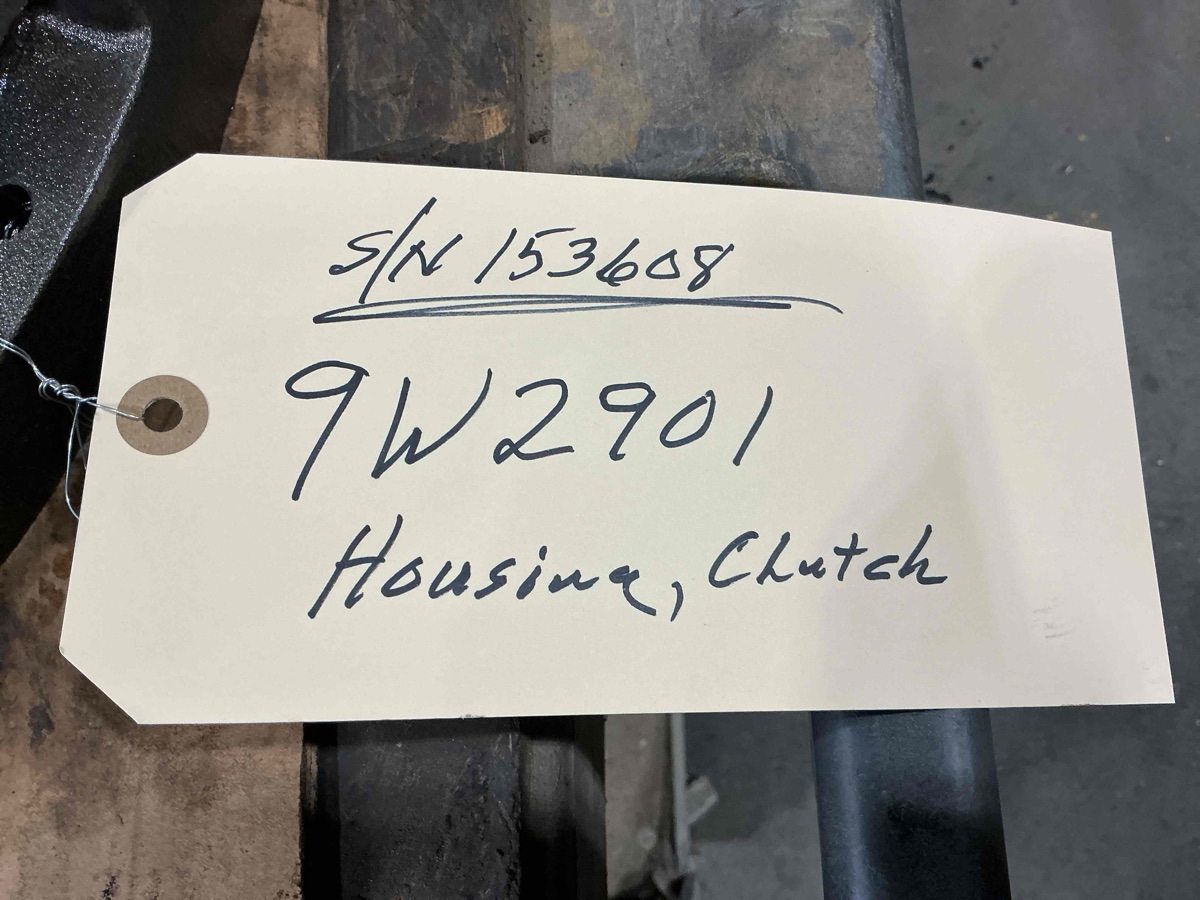 S/N 153608
9W2901
Housing, Clutch